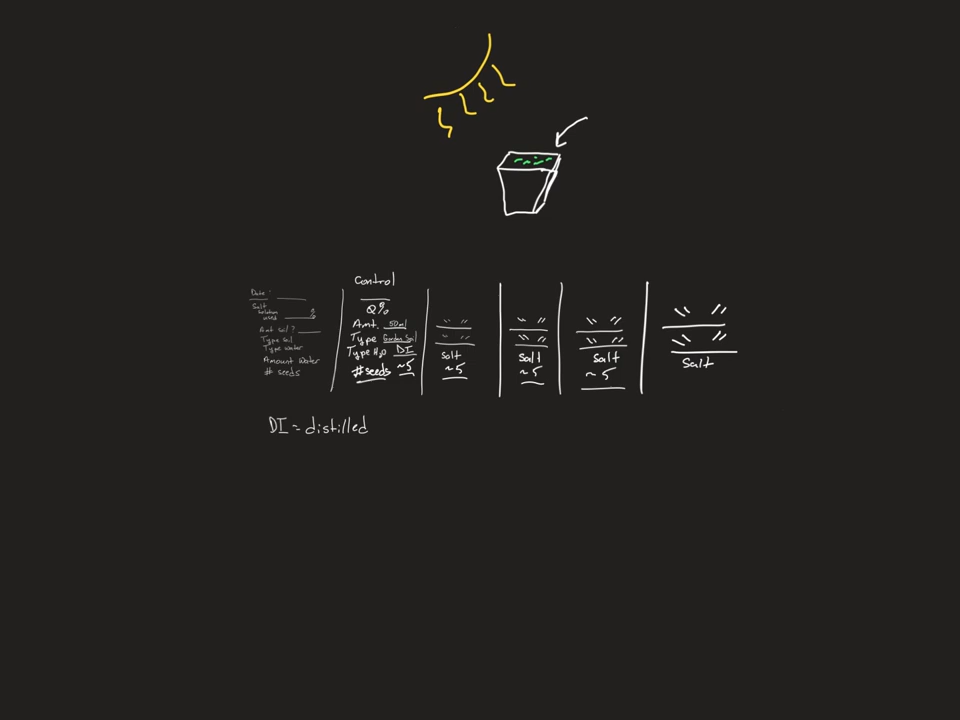 Date:
Salt
Solution
used %
Amt soil?
Type soil
Type water
Amount Water
# seeds
Control
0%
Amt. 50ml
Type Garden Soil
Type H2O DI
#seeds ~5
" "
" "
Salt
~5
" "
" "
Salt
~5
" "
" "
Salt
~5
" "
" "
Salt
DI = distilled